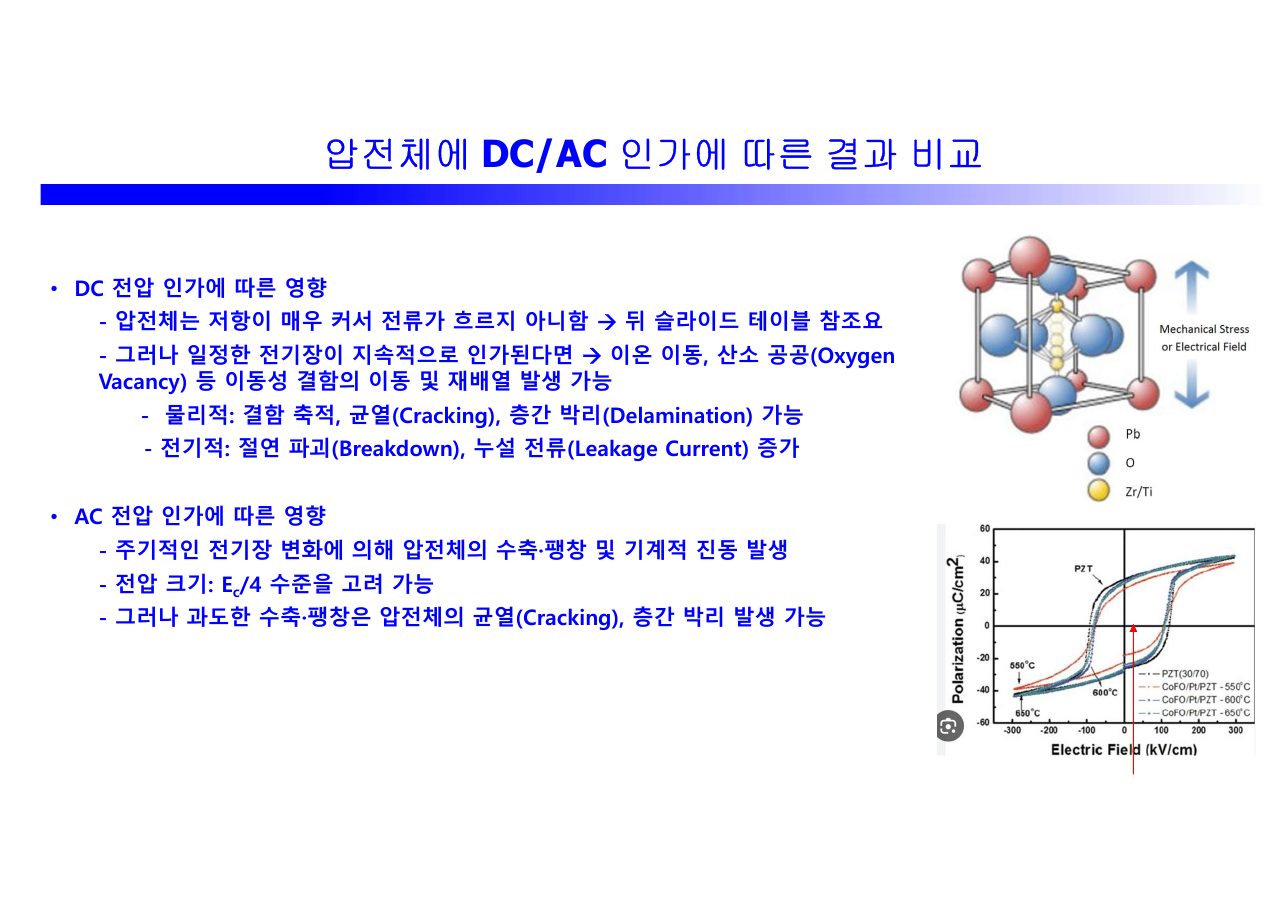 압전체에 DC/AC 인가에 따른 결과 비교
• DC 전압 인가에 따른 영향
- 압전체는 저항이 매우 커서 전류가 흐르지 아니함 → 뒤 슬라이드 테이블 참조요
- 그러나 일정한 전기장이 지속적으로 인가된다면 → 이온 이동, 산소 공공(Oxygen
Vacancy) 등 이동성 결함의 이동 및 재배열 발생 가능
- 물리적: 결함 축적, 균열(Cracking), 층간 박리(Delamination) 가능
- 전기적: 절연 파괴(Breakdown), 누설 전류(Leakage Current) 증가
• AC 전압 인가에 따른 영향
- 주기적인 전기장 변화에 의해 압전체의 수축·팽창 및 기계적 진동 발생
- 전압 크기: Ec/4 수준을 고려 가능
- 그러나 과도한 수축·팽창은 압전체의 균열(Cracking), 층간 박리 발생 가능
Mechanical Stress
or Electrical Field
Pb
O
Zr/Ti
Polarization (μC/cm2)
60
40
20
0
-20
-40
-60
PZT
550°C
600°C
650°C
PZT(30/70)
CoFO/Pt/PZT - 550°C
CoFO/Pt/PZT - 600°C
CoFO/Pt/PZT - 650°C
-300 -200 -100 0 100 200 300
Electric Field (kV/cm)